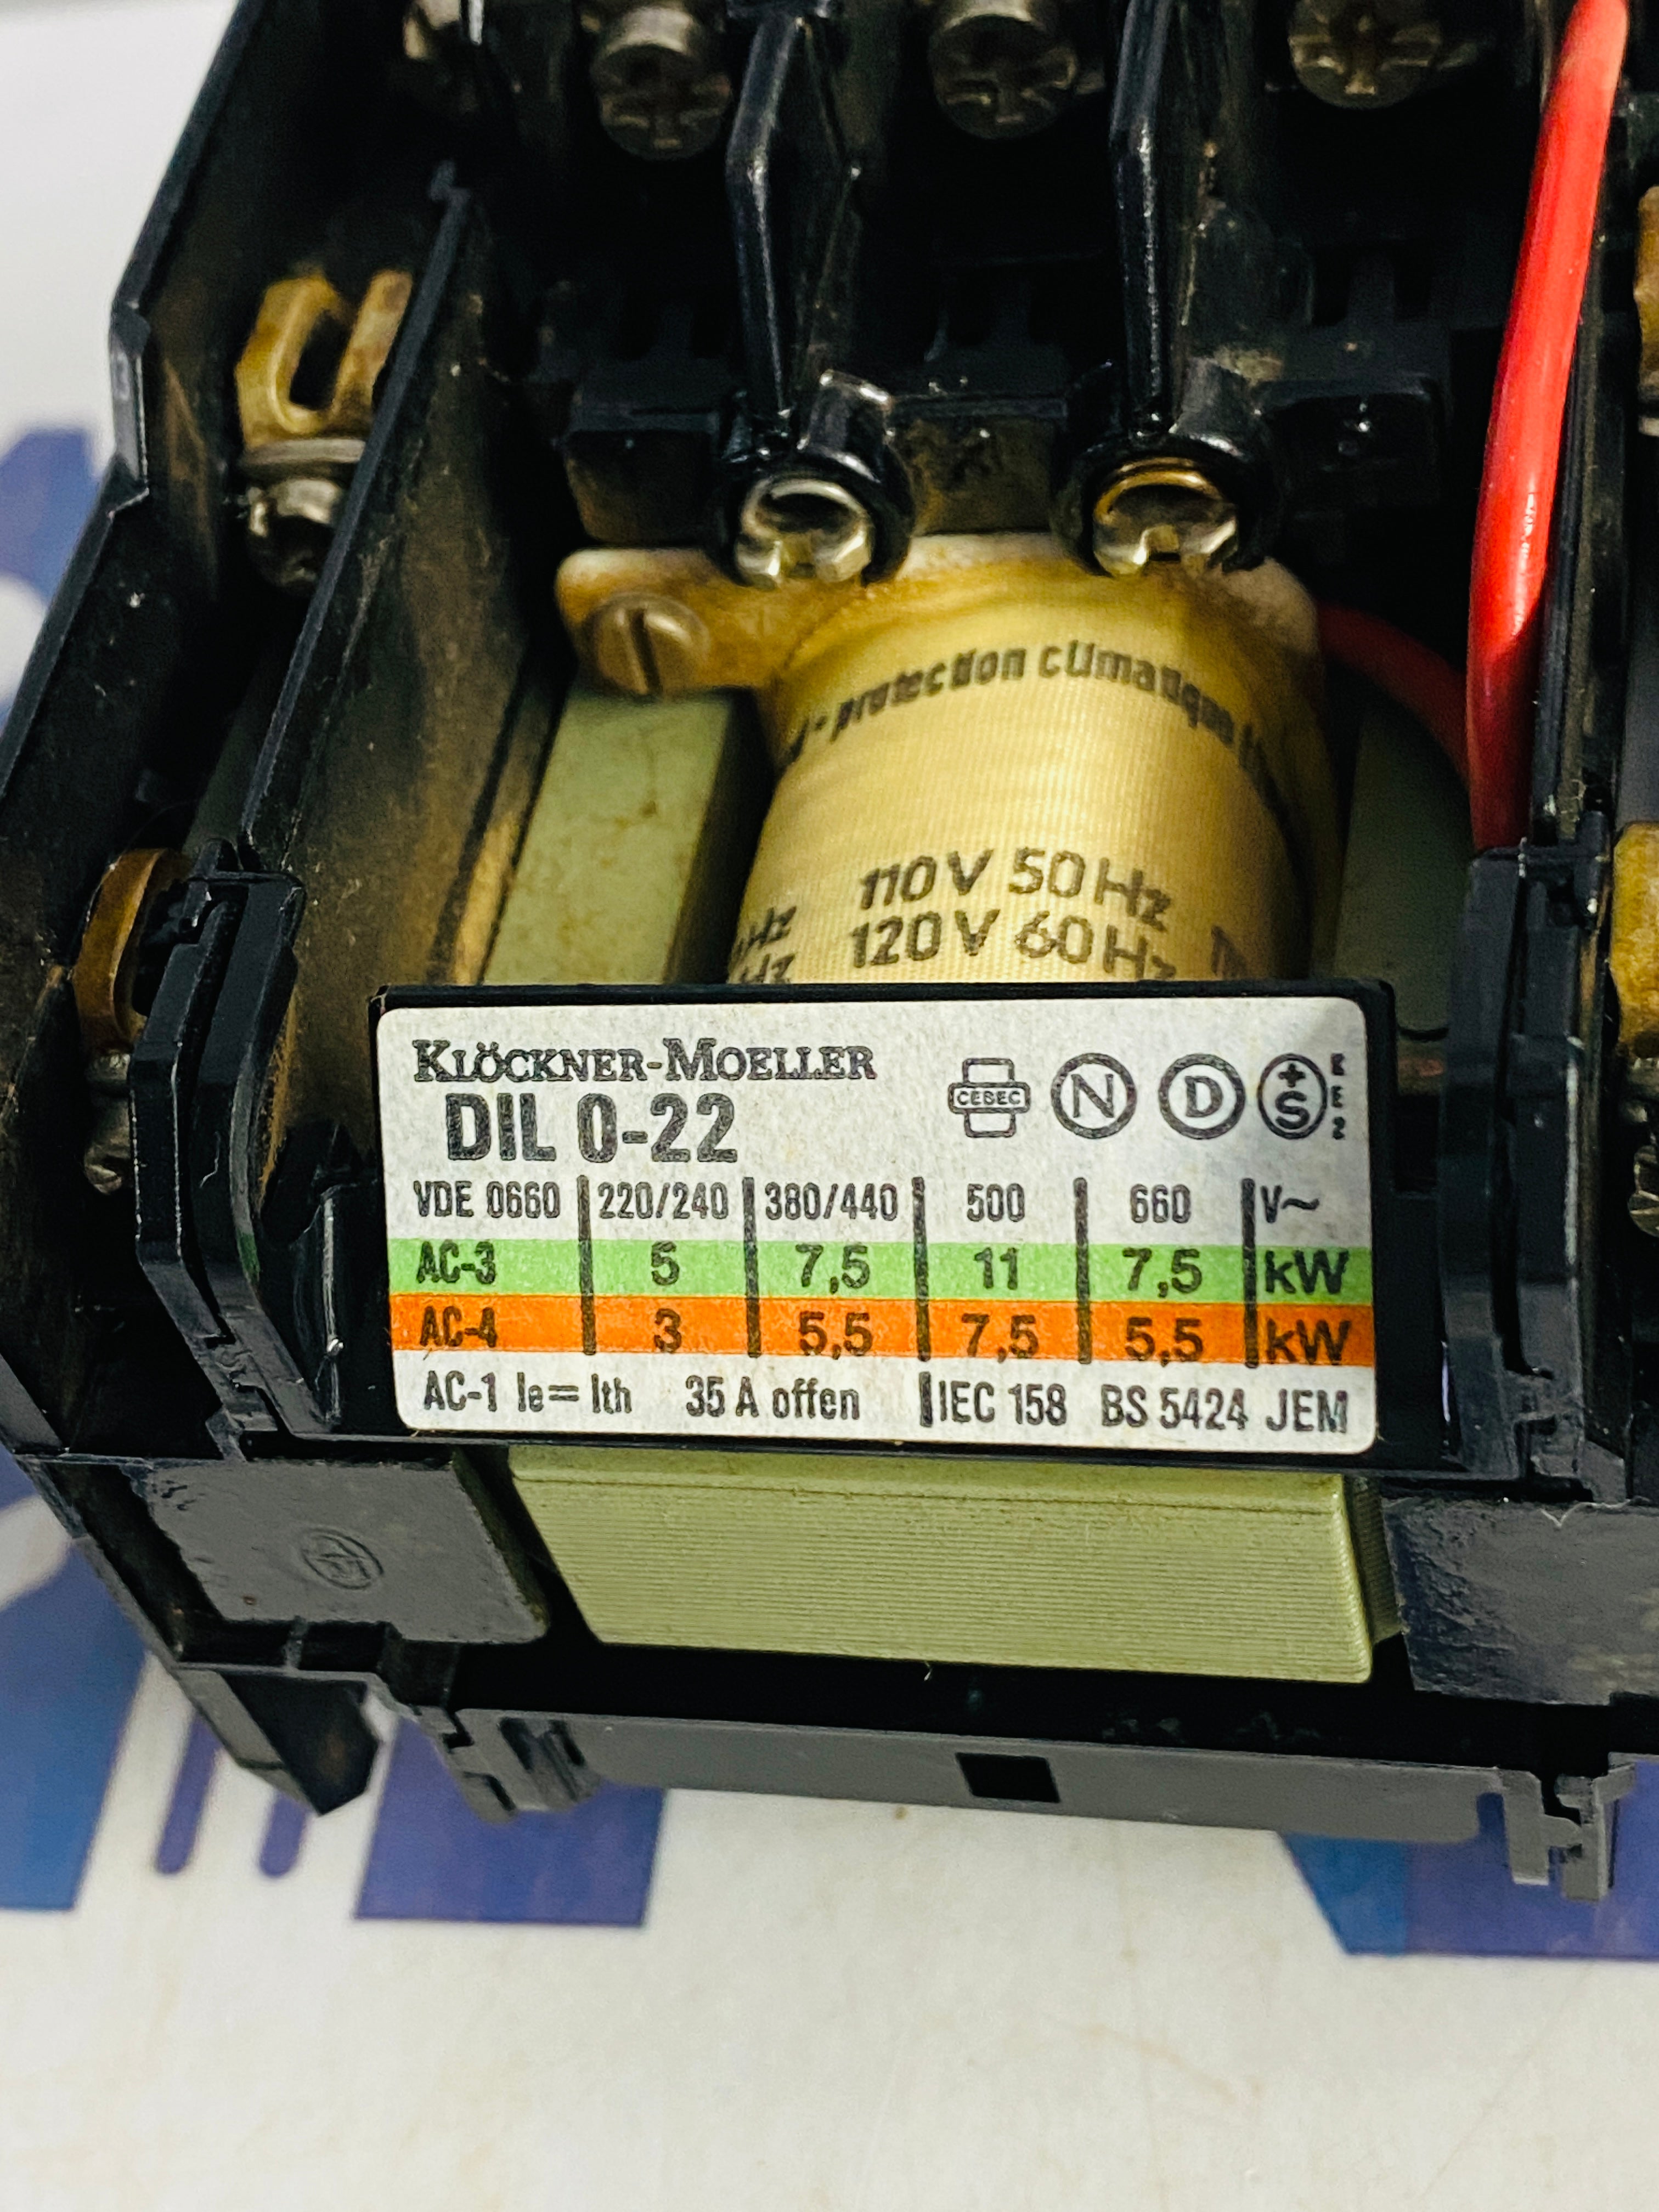 protection climatique
110V 50Hz
120V 60Hz
Hz
KLÖCKNER-MOELLER
DIL 0-22
CEBEC N D +S KE2
VDE 0660 220/240 380/440 500 660 V~
AC-3 5 7,5 11 7,5 kW
AC-4 3 5,5 7,5 5,5 kW
AC-1 Ie=Ith 35 A offen IEC 158 BS 5424 JEM